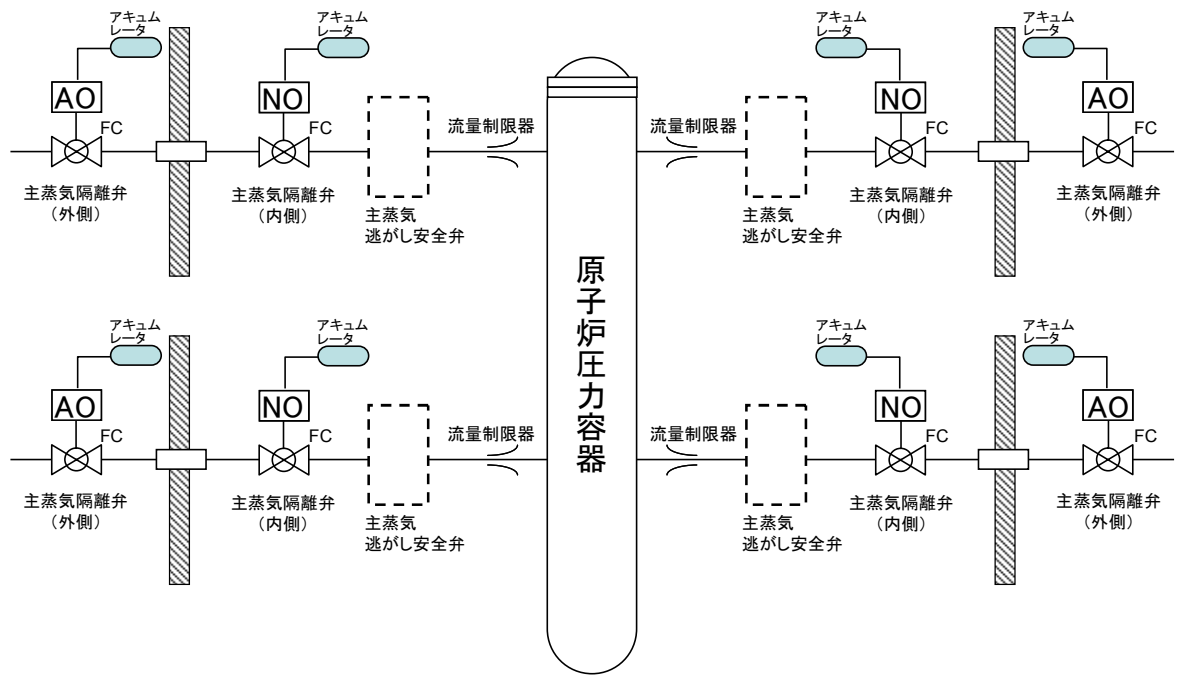 アキュム
レータ
アキュム
レータ
アキュム
レータ
アキュム
レータ
AO
NO
NO
AO
FC
FC
流量制限器
流量制限器
FC
FC
主蒸気隔離弁
(外側)
主蒸気隔離弁
(内側)
主蒸気
逃がし安全弁
主蒸気
逃がし安全弁
主蒸気隔離弁
(内側)
主蒸気隔離弁
(外側)
原子炉圧力容器
アキュム
レータ
アキュム
レータ
アキュム
レータ
アキュム
レータ
AO
NO
NO
AO
FC
FC
流量制限器
流量制限器
FC
FC
主蒸気隔離弁
(外側)
主蒸気隔離弁
(内側)
主蒸気
逃がし安全弁
主蒸気
逃がし安全弁
主蒸気隔離弁
(内側)
主蒸気隔離弁
(外側)